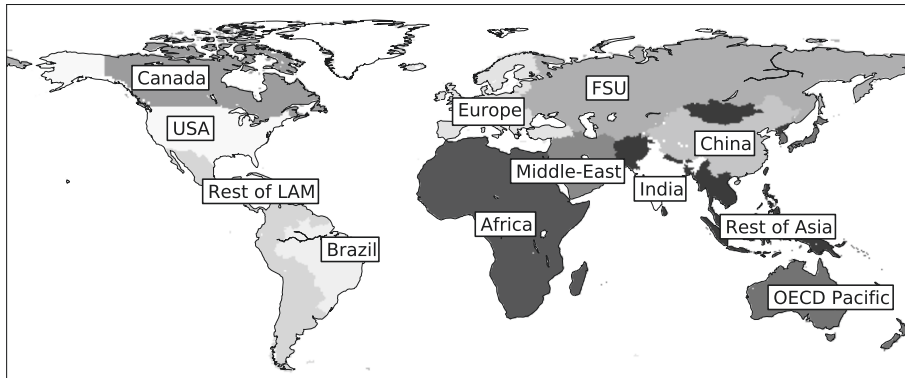 Canada
FSU
Europe
USA
China
Middle-East
India
Rest of LAM
Africa
Rest of Asia
Brazil
OECD Pacific